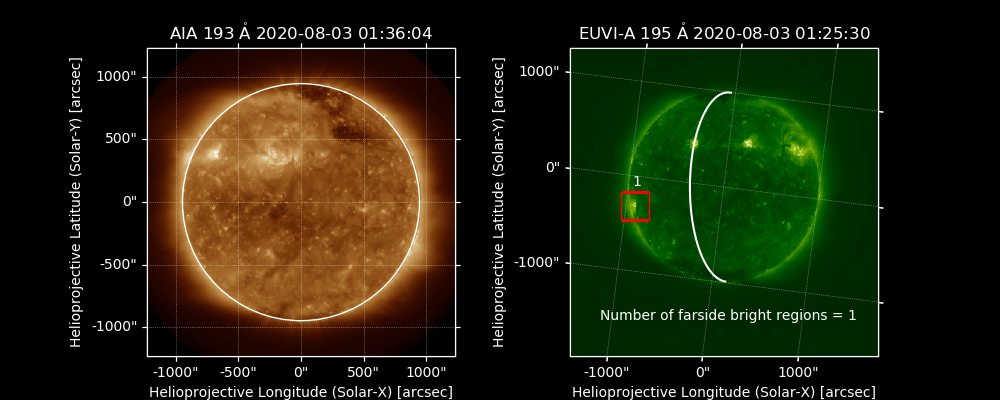 AIA 193 Å 2020-08-03 01:36:04
1000"
500"
0"
-500"
-1000"
-1000"
-500"
0"
500"
1000"
Helioprojective Latitude (Solar-Y) [arcsec]
Helioprojective Longitude (Solar-X) [arcsec]
EUVI-A 195 Å 2020-08-03 01:25:30
1000"
0"
-1000"
1
Number of farside bright regions = 1
-1000"
0"
1000"
Helioprojective Latitude (Solar-Y) [arcsec]
Helioprojective Longitude (Solar-X) [arcsec]